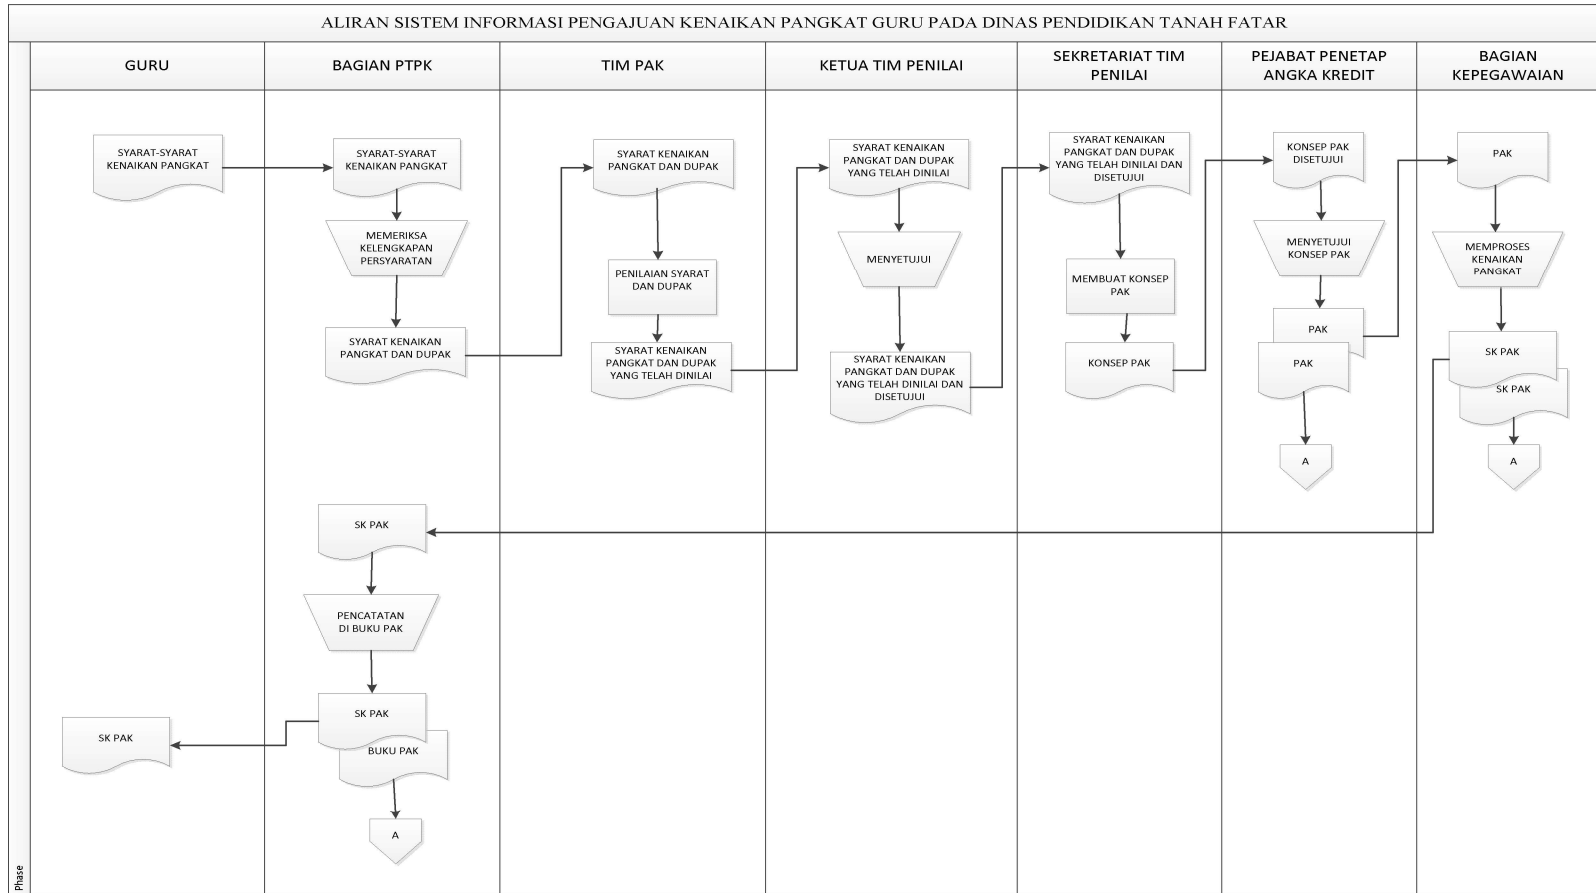 ALIRAN SISTEM INFORMASI PENGAJUAN KENAIKAN PANGKAT GURU PADA DINAS PENDIDIKAN TANAH FATAR
GURU
BAGIAN PTPK
TIM PAK
KETUA TIM PENILAI
SEKRETARIAT TIM
PENILAI
PEJABAT PENETAP
ANGKA KREDIT
BAGIAN
KEPEGAWAIAN
SYARAT-SYARAT
KENAIKAN PANGKAT
SYARAT-SYARAT
KENAIKAN PANGKAT
MEMERIKSA
KELENGKAPAN
PERSYARATAN
SYARAT KENAIKAN
PANGKAT DAN DUPAK
SYARAT KENAIKAN
PANGKAT DAN DUPAK
PENILAIAN SYARAT
DAN DUPAK
SYARAT KENAIKAN
PANGKAT DAN DUPAK
YANG TELAH DINILAI
SYARAT KENAIKAN
PANGKAT DAN DUPAK
YANG TELAH DINILAI
MENYETUJUI
SYARAT KENAIKAN
PANGKAT DAN DUPAK
YANG TELAH DINILAI DAN
DISETUJUI
SYARAT KENAIKAN
PANGKAT DAN DUPAK
YANG TELAH DINILAI DAN
DISETUJUI
MEMBUAT KONSEP
PAK
KONSEP PAK
KONSEP PAK
DISETUJUI
MENYETUJUI
KONSEP PAK
PAK
PAK
A
PAK
MEMPROSES
KENAIKAN
PANGKAT
SK PAK
SK PAK
A
SK PAK
PENCATATAN
DI BUKU PAK
SK PAK
BUKU PAK
A
SK PAK
Phase